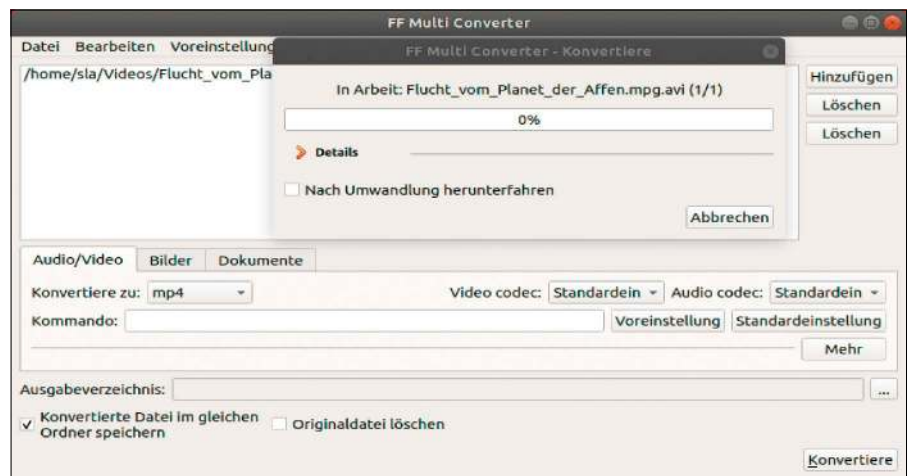 FF Multi Converter
Datei Bearbeiten Voreinstellung
FF Multi Converter - Konvertiere
/home/sla/Videos/Flucht_vom_Pla
In Arbeit: Flucht_vom_Planet_der_Affen.mpg.avi (1/1)
0%
Details
Nach Umwandlung herunterfahren
Abbrechen
Hinzufügen
Löschen
Löschen
Audio/Video Bilder Dokumente
Konvertiere zu: mp4 Video codec: Standardein Audio codec: Standardein
Kommando: Voreinstellung Standardeinstellung
Mehr
Ausgabeverzeichnis: ...
Konvertierte Datei im gleichen
Ordner speichern
Originaldatei löschen
Konvertiere